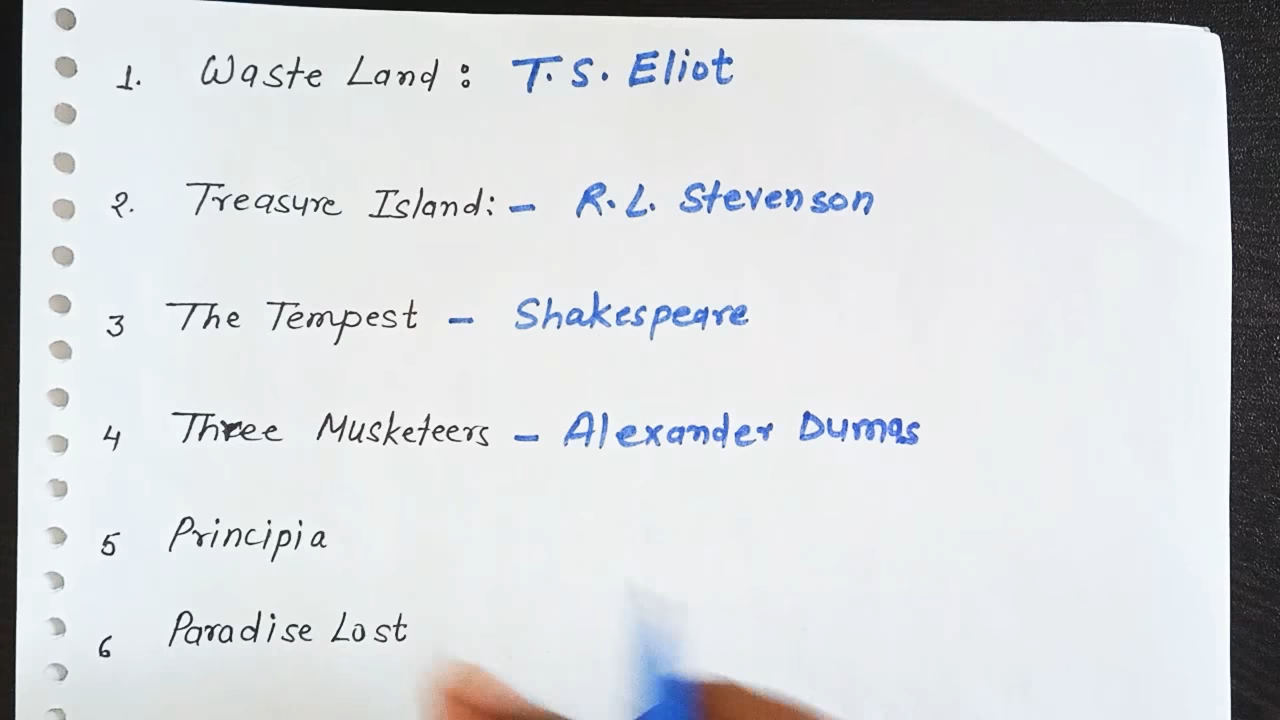 1. Waste Land : T. S. Eliot
2. Treasure Island: - R. L. Stevenson
3 The Tempest - Shakespeare
4 Three Musketeers - Alexander Dumas
5 Principia
6 Paradise Lost